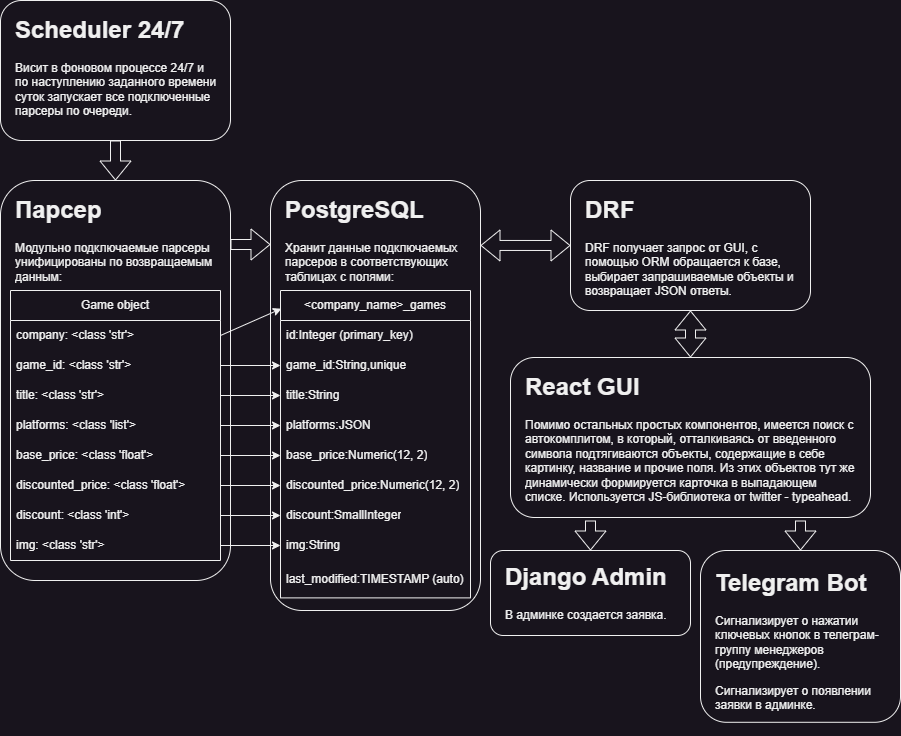 Scheduler 24/7
Висит в фоновом процессе 24/7 и
по наступлению заданного времени
суток запускает все подключенные
парсеры по очереди.
Парсер
Модульно подключаемые парсеры
унифицированы по возвращаемым
данным:
Game object
company: <class 'str'>
game_id: <class 'str'>
title: <class 'str'>
platforms: <class 'list'>
base_price: <class 'float'>
discounted_price: <class 'float'>
discount: <class 'int'>
img: <class 'str'>
PostgreSQL
Хранит данные подключаемых
парсеров в соответствующих
таблицах с полями:
<company_name>_games
id:Integer (primary_key)
game_id:String,unique
title:String
platforms:JSON
base_price:Numeric(12, 2)
discounted_price:Numeric(12, 2)
discount:SmallInteger
img:String
last_modified:TIMESTAMP (auto)
DRF
DRF получает запрос от GUI, с
помощью ORM обращается к базе,
выбирает запрашиваемые объекты и
возвращает JSON ответы.
React GUI
Помимо остальных простых компонентов, имеется поиск с
автокомплитом, в который, отталкиваясь от введенного
символа подтягиваются объекты, содержащие в себе
картинку, название и прочие поля. Из этих объектов тут же
динамически формируется карточка в выпадающем
списке. Используется JS-библиотека от twitter - typeahead.
Django Admin
В админке создается заявка.
Telegram Bot
Сигнализирует о нажатии
ключевых кнопок в телеграм-
группу менеджеров
(предупреждение).
Сигнализирует о появлении
заявки в админке.